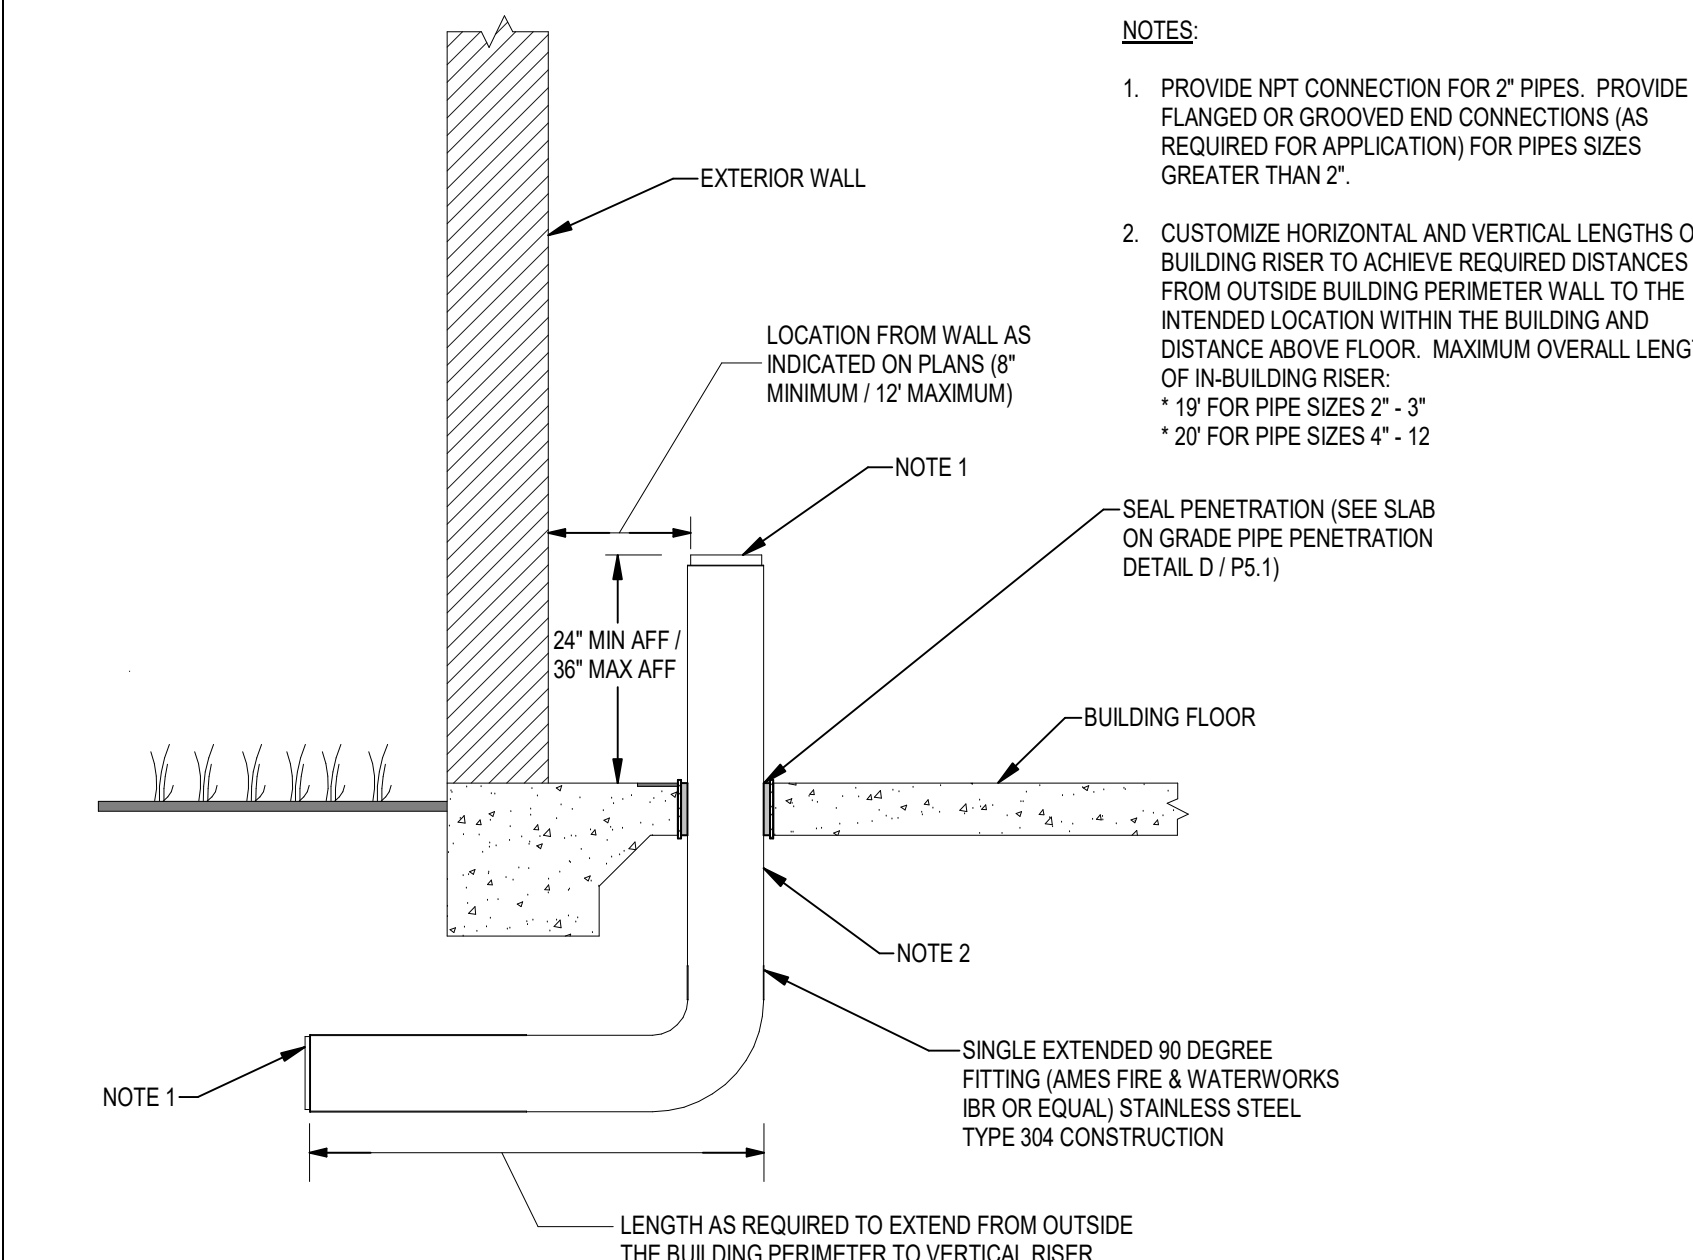 NOTES:
1. PROVIDE NPT CONNECTION FOR 2" PIPES. PROVIDE
FLANGED OR GROOVED END CONNECTIONS (AS
REQUIRED FOR APPLICATION) FOR PIPES SIZES
GREATER THAN 2".
2. CUSTOMIZE HORIZONTAL AND VERTICAL LENGTHS
BUILDING RISER TO ACHIEVE REQUIRED DISTANCES
FROM OUTSIDE BUILDING PERIMETER WALL TO THE
INTENDED LOCATION WITHIN THE BUILDING AND
DISTANCE ABOVE FLOOR. MAXIMUM OVERALL
OF IN-BUILDING RISER:
* 19' FOR PIPE SIZES 2" - 3"
* 20' FOR PIPE SIZES 4" - 12
EXTERIOR WALL
LOCATION FROM WALL AS
INDICATED ON PLANS (8"
MINIMUM / 12' MAXIMUM)
NOTE 1
SEAL PENETRATION (SEE SLAB
ON GRADE PIPE PENETRATION
DETAIL D / P5.1)
24" MIN AFF /
36" MAX AFF
BUILDING FLOOR
NOTE 2
SINGLE EXTENDED 90 DEGREE
FITTING (AMES FIRE & WATERWORKS
IBR OR EQUAL) STAINLESS STEEL
TYPE 304 CONSTRUCTION
NOTE 1
LENGTH AS REQUIRED TO EXTEND FROM OUTSIDE
THE BUILDING PERIMETER TO VERTICAL RISER